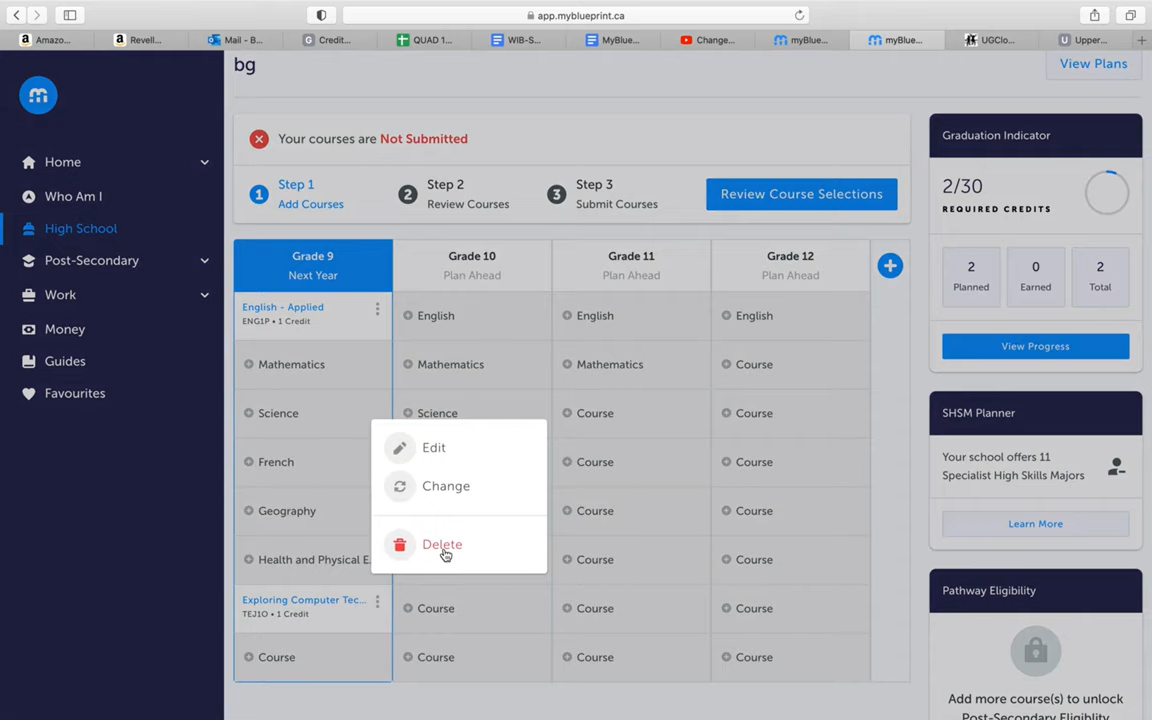 app.myblueprint.ca
Amazo...
Revell...
Mail - B...
Credit...
QUAD 1...
WIB-S...
MyBlue...
Change...
myBlue...
myBlue...
UGClo...
Upper...
bg
View Plans
Home
Who Am I
High School
Post-Secondary
Work
Money
Guides
Favourites
Your courses are Not Submitted
1 Step 1
Add Courses
2 Step 2
Review Courses
3 Step 3
Submit Courses
Review Course Selections
Grade 9
Next Year
Grade 10
Plan Ahead
Grade 11
Plan Ahead
Grade 12
Plan Ahead
English - Applied
ENG1P • 1 Credit
English
English
English
Mathematics
Mathematics
Mathematics
Course
Science
Science
Course
Course
French
Course
Course
Geography
Course
Course
Health and Physical E
Course
Course
Exploring Computer Tec...
TEJ1O • 1 Credit
Course
Course
Course
Course
Course
Course
Course
Edit
Change
Delete
Graduation Indicator
2/30
REQUIRED CREDITS
2
Planned
0
Earned
2
Total
View Progress
SHSM Planner
Your school offers 11
Specialist High Skills Majors
Learn More
Pathway Eligibility
Add more course(s) to unlock
Post-Secondary Eligiblity